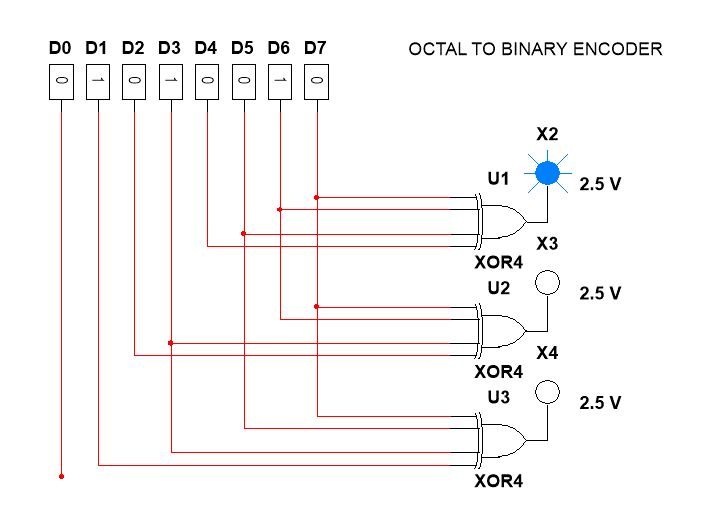 D0 D1 D2 D3 D4 D5 D6 D7
OCTAL TO BINARY ENCODER
0 1 0 1 0 0 1 0
X2
U1
2.5 V
X3
XOR4
U2
2.5 V
X4
XOR4
U3
2.5 V
XOR4